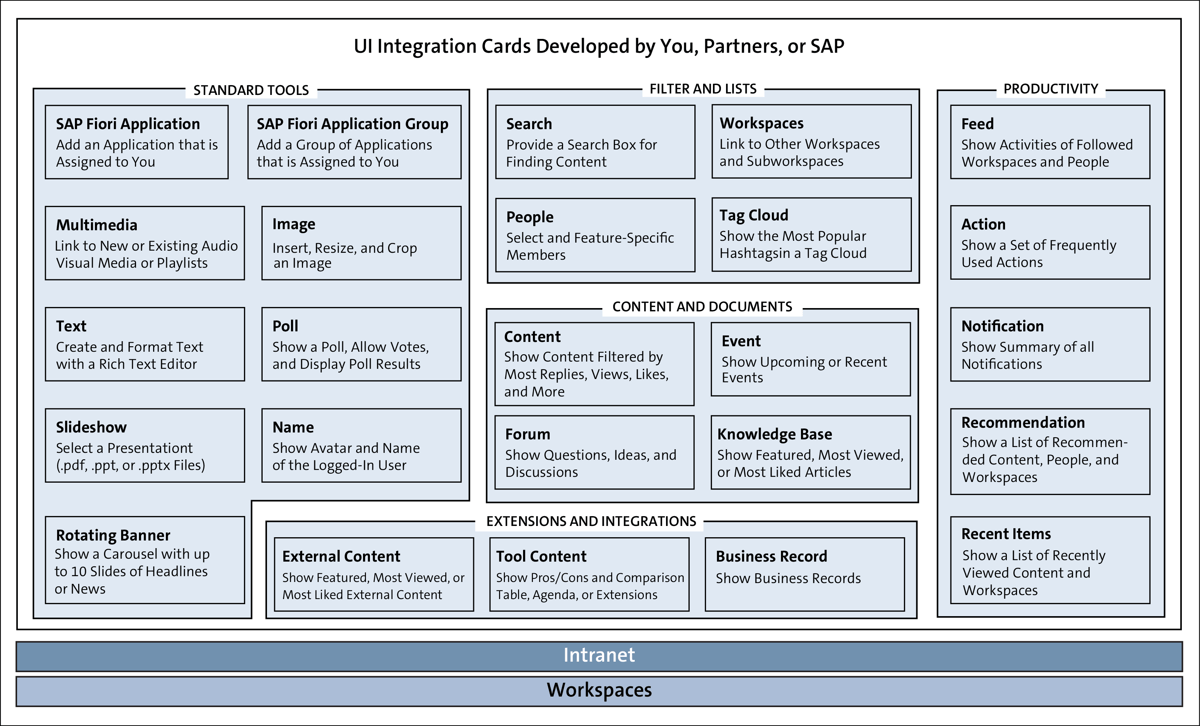 UI Integration Cards Developed by You, Partners, or SAP
STANDARD TOOLS
SAP Fiori Application
Add an Application that is
Assigned to You
SAP Fiori Application Group
Add a Group of Applications
that is Assigned to You
Multimedia
Link to New or Existing Audio
Visual Media or Playlists
Image
Insert, Resize, and Crop
an Image
Text
Create and Format Text
with a Rich Text Editor
Poll
Show a Poll, Allow Votes,
and Display Poll Results
Slideshow
Select a Presentationt
(.pdf, .ppt, or .pptx Files)
Name
Show Avatar and Name
of the Logged-In User
Rotating Banner
Show a Carousel with up
to 10 Slides of Headlines
or News
FILTER AND LISTS
Search
Provide a Search Box for
Finding Content
Workspaces
Link to Other Workspaces
and Subworkspaces
People
Select and Feature-Specific
Members
Tag Cloud
Show the Most Popular
Hashtagsin a Tag Cloud
CONTENT AND DOCUMENTS
Content
Show Content Filtered by
Most Replies, Views, Likes,
and More
Event
Show Upcoming or Recent
Events
Forum
Show Questions, Ideas, and
Discussions
Knowledge Base
Show Featured, Most Viewed,
or Most Liked Articles
EXTENSIONS AND INTEGRATIONS
External Content
Show Featured, Most Viewed, or
Most Liked External Content
Tool Content
Show Pros/Cons and Comparison
Table, Agenda, or Extensions
Business Record
Show Business Records
PRODUCTIVITY
Feed
Show Activities of Followed
Workspaces and People
Action
Show a Set of Frequently
Used Actions
Notification
Show Summary of all
Notifications
Recommendation
Show a List of Recommen-
ded Content, People, and
Workspaces
Recent Items
Show a List of Recently
Viewed Content and
Workspaces
Intranet
Workspaces